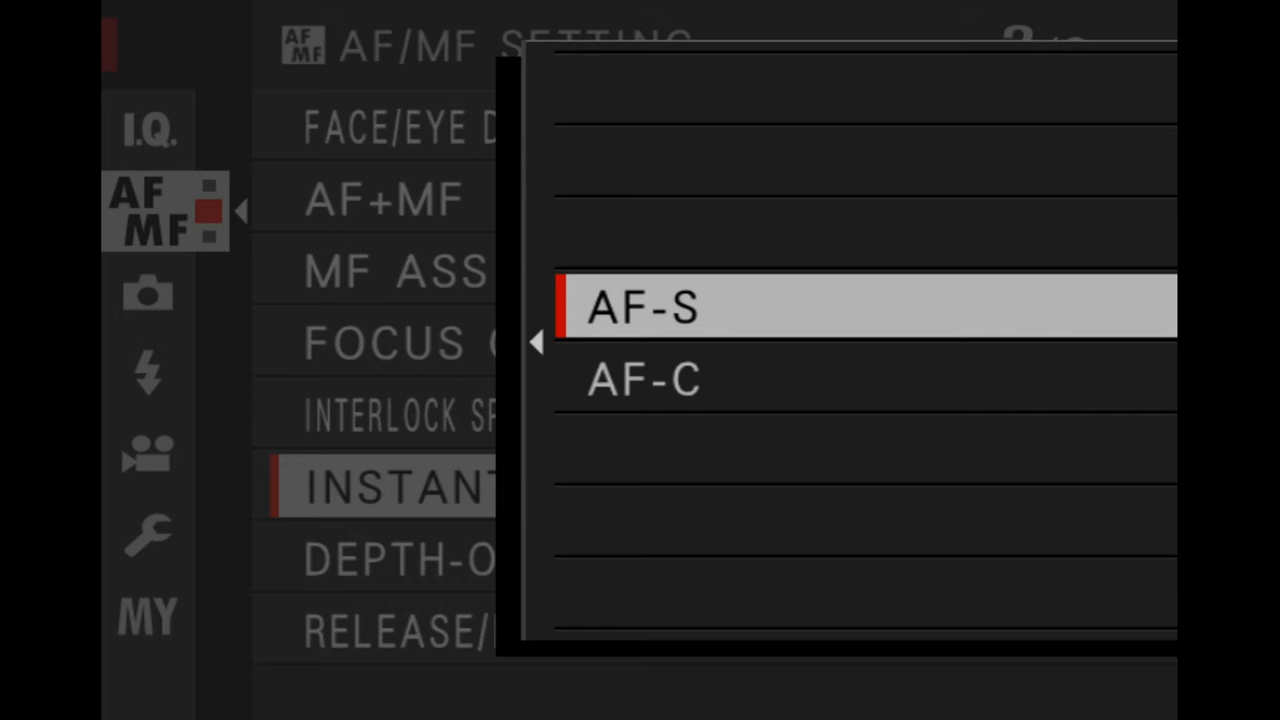 AF MF AF/MF SETTING
I.Q.
AF MF
MY
FACE/EYE
AF+MF
MF ASS
FOCUS
INTERLOCK
INSTANT
DEPTH-O
RELEASE/
AF-S
AF-C